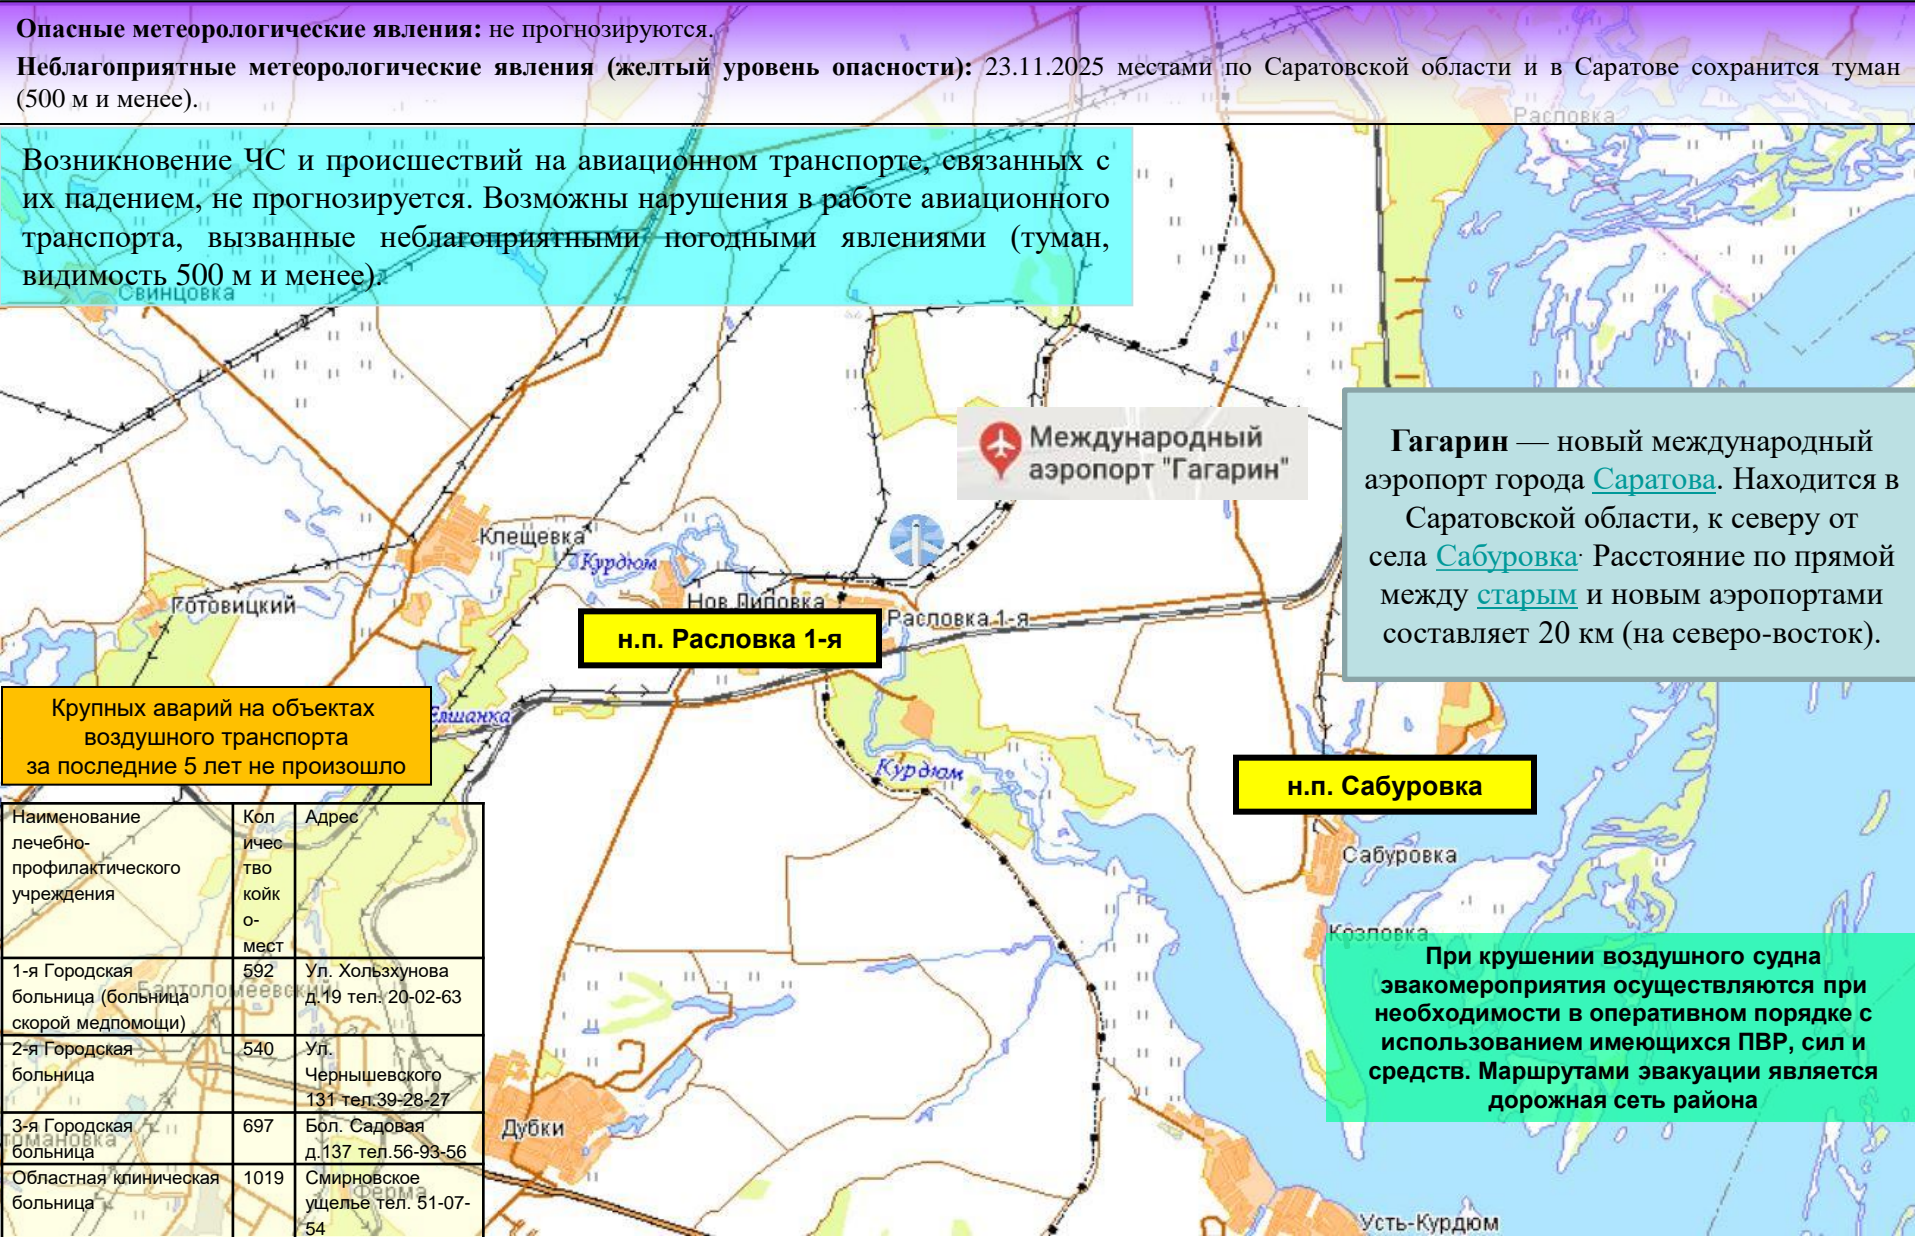 Опасные метеорологические явления: не прогнозируются.
Неблагоприятные метеорологические явления (желтый уровень опасности): 23.11.2025 местами по Саратовской области и в Саратове сохранится туман
(500 м и менее).
Расловка
Возникновение ЧС и происшествий на авиационном транспорте, связанных с
их падением, не прогнозируется. Возможны нарушения в работе авиационного
транспорта, вызванные неблагоприятными погодными явлениями (туман,
видимость 500 м и менее).
Свинцовка
Международный
аэропорт "Гагарин"
Гагарин — новый международный
аэропорт города Саратова. Находится в
Саратовской области, к северу от
села Сабуровка. Расстояние по прямой
между старым и новым аэропортами
составляет 20 км (на северо-восток).
Клещевка
Курдюм
Готовицкий
Нов.Липовка
Расловка 1-я
н.п. Расловка 1-я
Крупных аварий на объектах
воздушного транспорта
за последние 5 лет не произошло
Елшанка
Курдюм
н.п. Сабуровка
Сабуровка
Козловка
При крушении воздушного судна
эвакомероприятия осуществляются при
необходимости в оперативном порядке с
использованием имеющихся ПВР, сил и
средств. Маршрутами эвакуации является
дорожная сеть района
Наименование
лечебно-
профилактического
учреждения
Кол
ичес
тво
койк
о-
мест
Адрес
1-я Городская
больница (больница
скорой медпомощи)
592
Ул. Хользхунова
д.19 тел. 20-02-63
Бартоломеевский
2-я Городская
больница
540
Ул.
Чернышевского
131 тел.39-28-27
3-я Городская
больница
697
Бол. Садовая
д.137 тел.56-93-56
Областная клиническая
больница
1019
Смирновское
ущелье тел. 51-07-
54
Ферма
Дубки
Усть-Курдюм